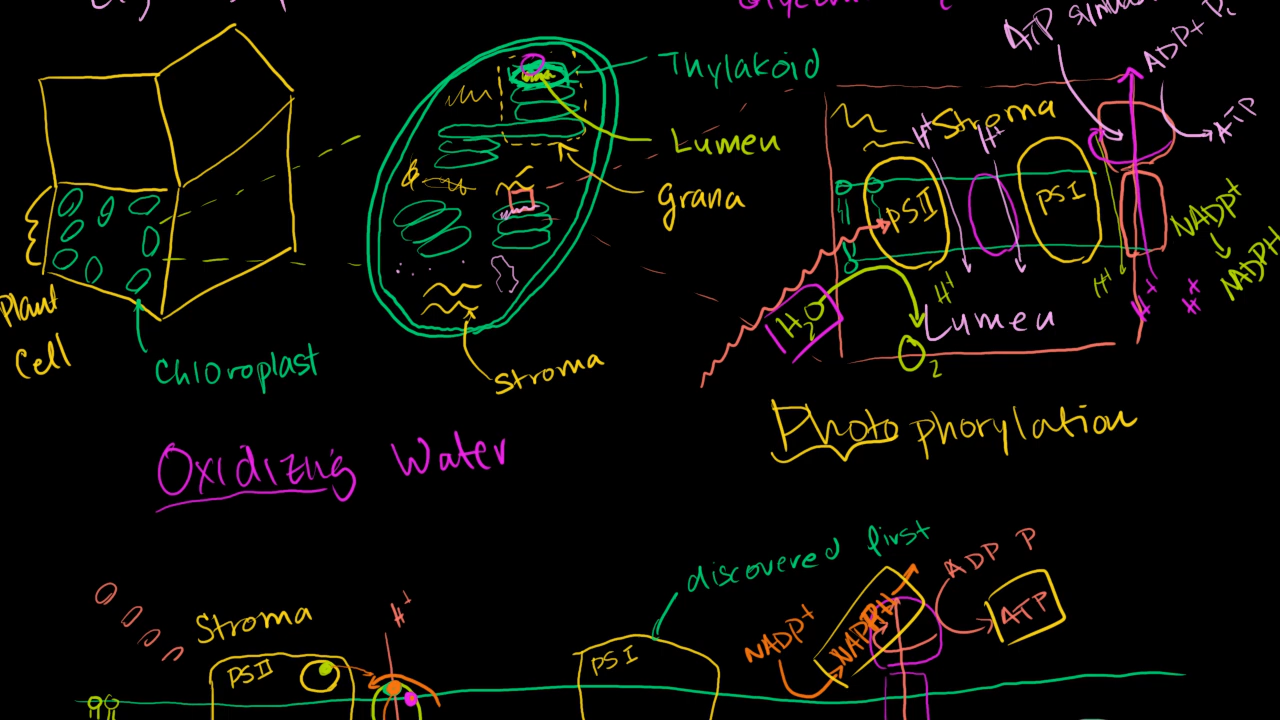 Thylakoid
Lumen
Grana
Plant
Cell
Chloroplast
Stroma
ADP + Pi
ATP
Stroma
H+ H+
PSII
PSI
NADP+
NADPH
H+
H+
H+
H+
H2O
Lumen
O2
Photophorylation
Oxidizing Water
discovered first
ADP P
ATP
NADP+
NADPH
Stroma
H+
PSII
PSI